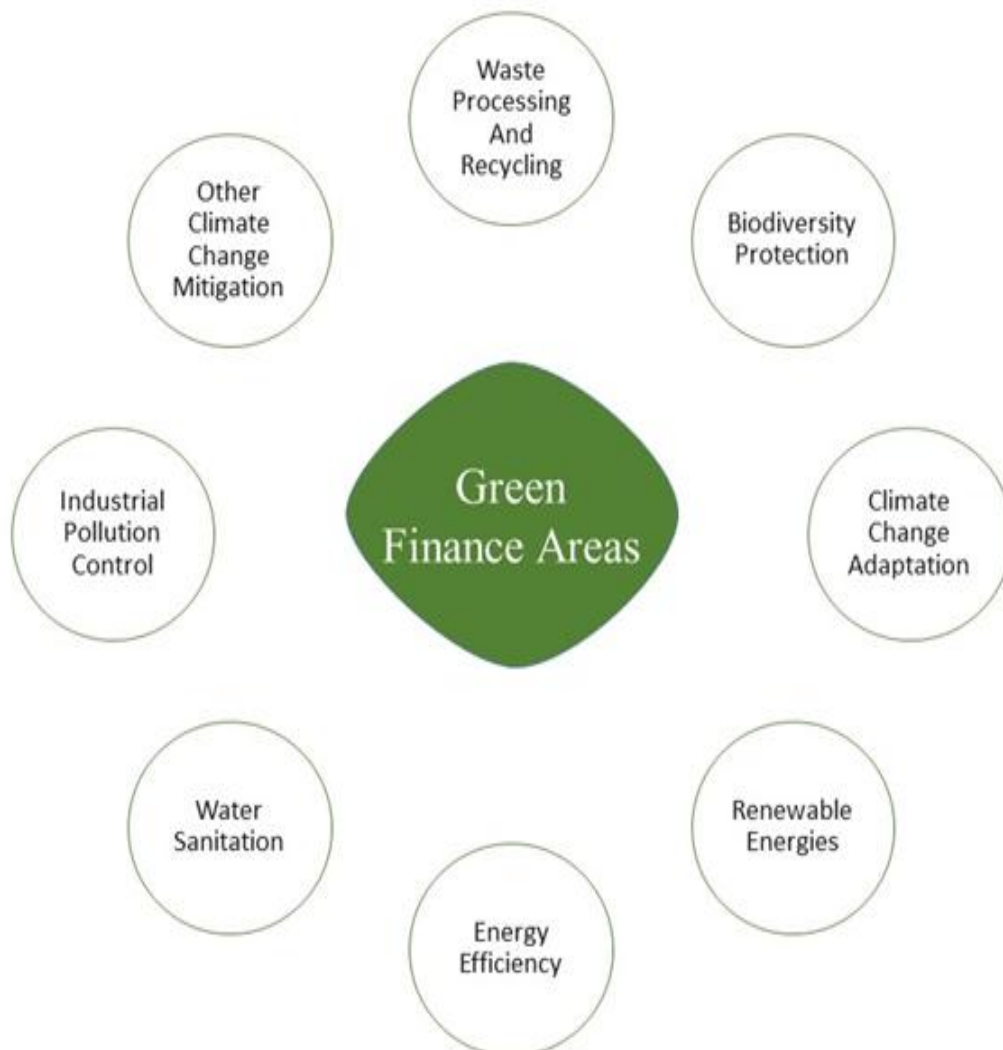 Waste
Processing
And
Recycling
Biodiversity
Protection
Climate
Change
Adaptation
Renewable
Energies
Energy
Efficiency
Water
Sanitation
Industrial
Pollution
Control
Other
Climate
Change
Mitigation
Green
Finance Areas